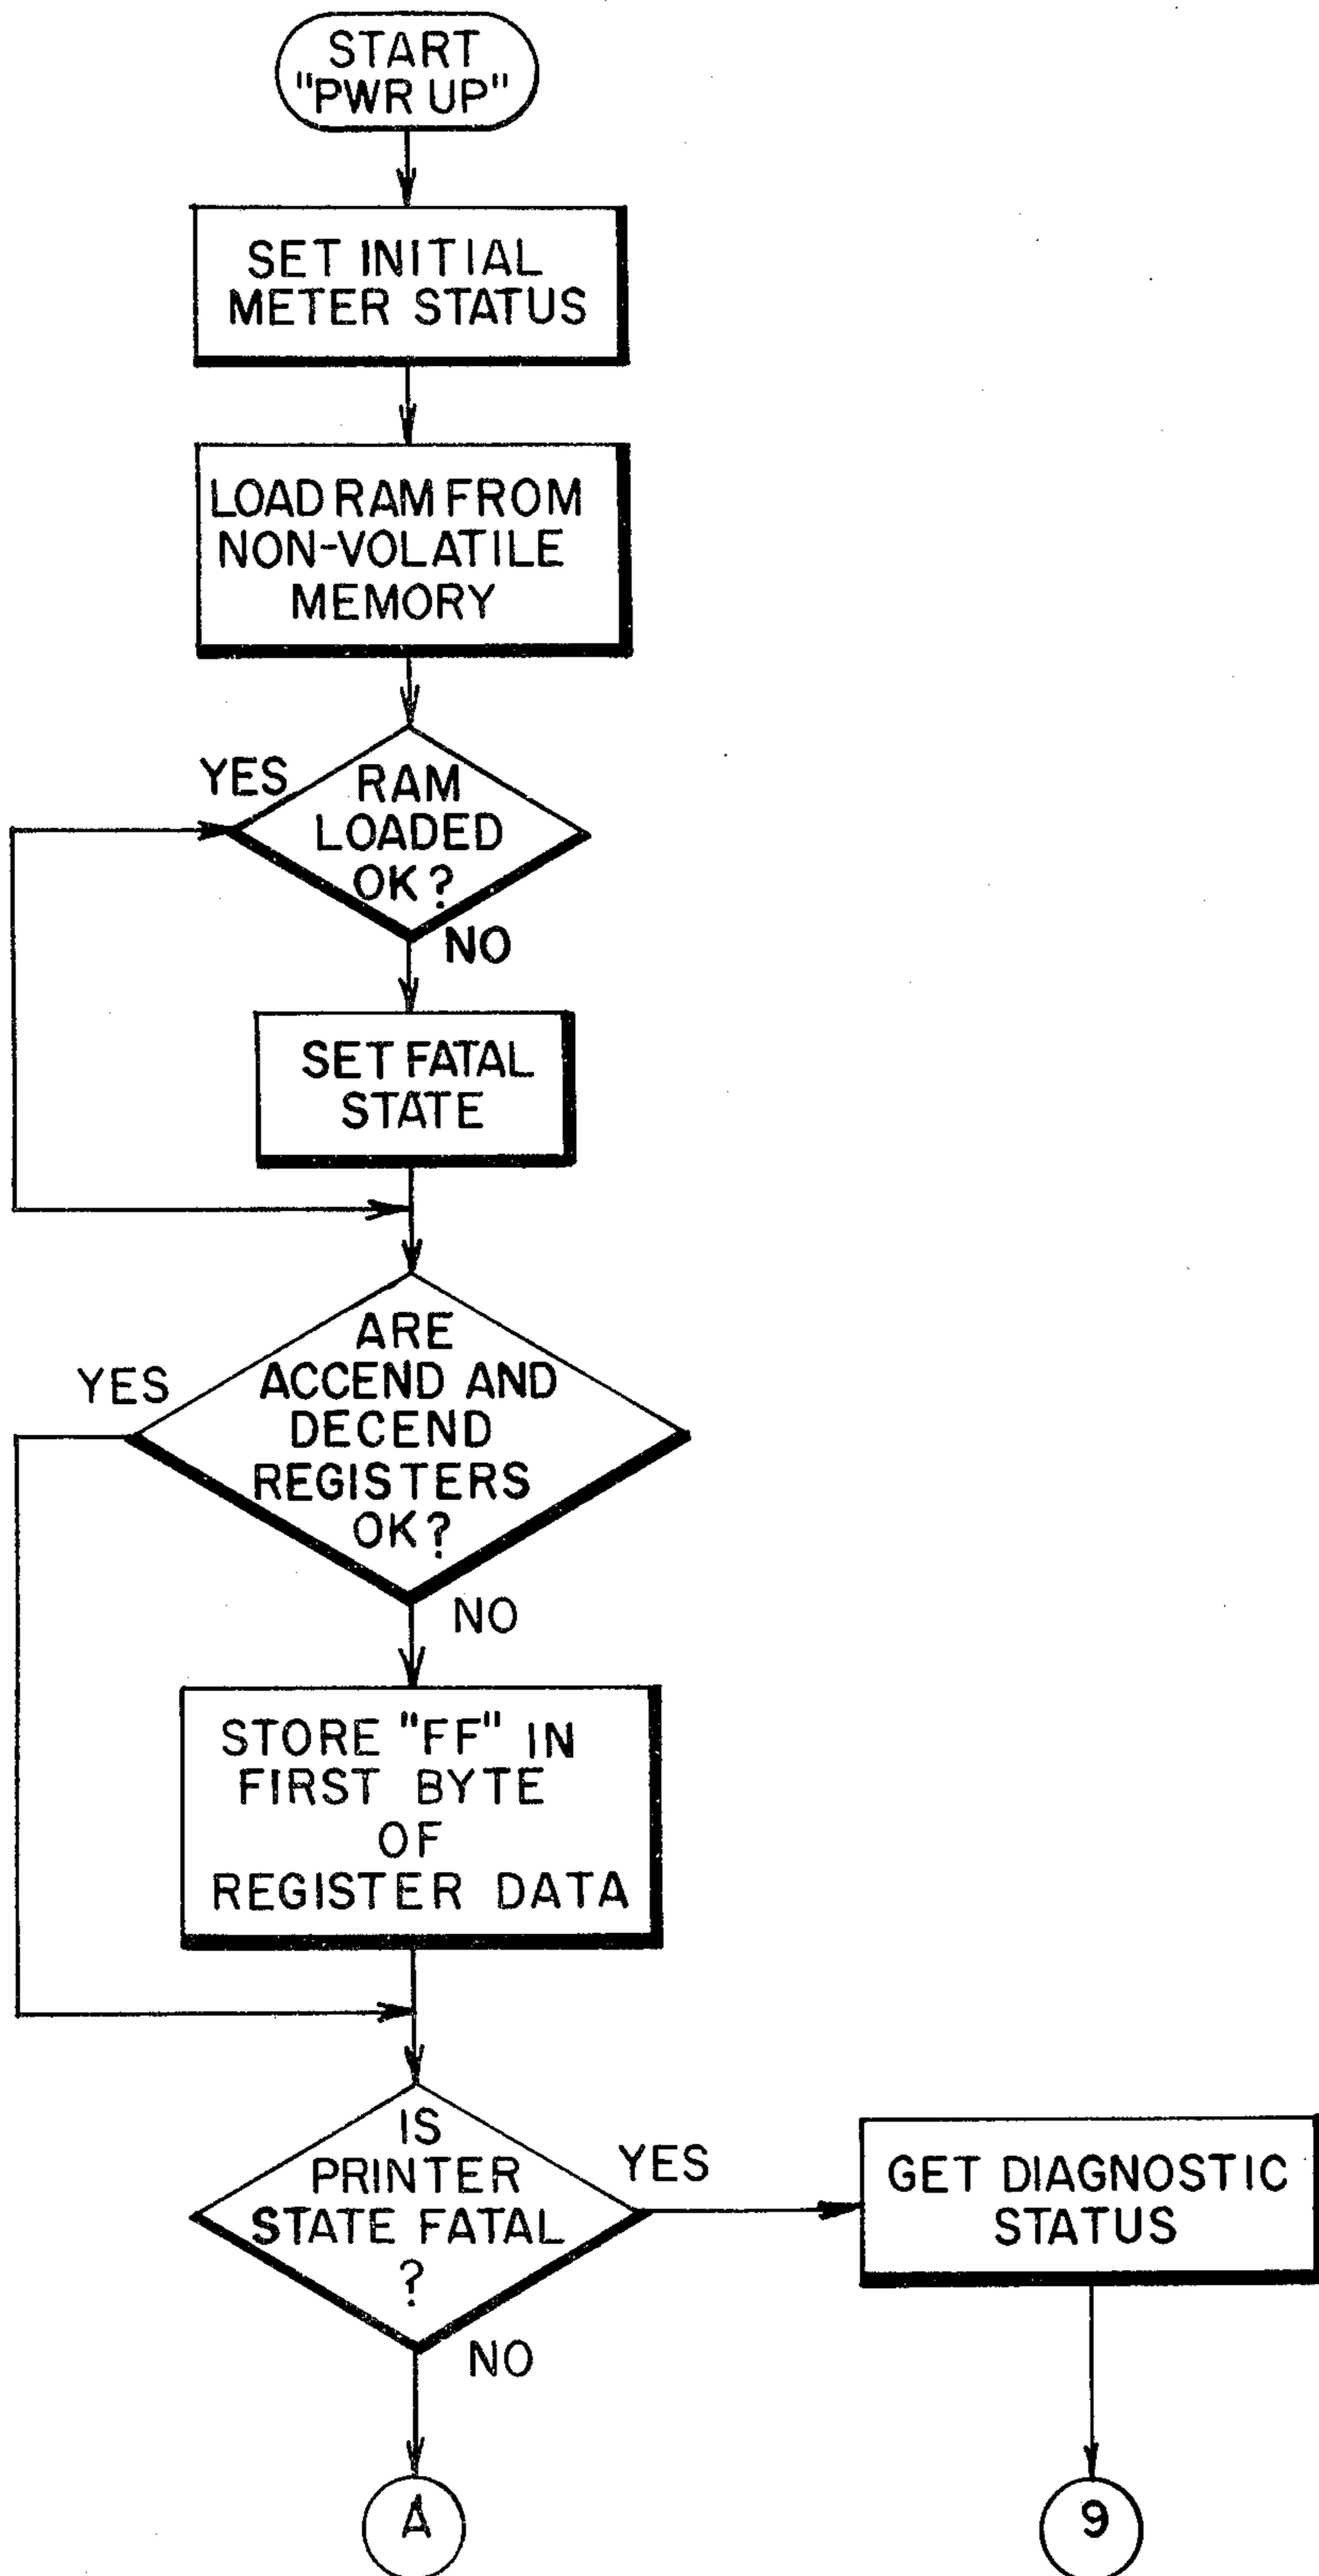 START
"PWR UP"
SET INITIAL
METER STATUS
LOAD RAM FROM
NON-VOLATILE
MEMORY
YES
RAM
LOADED
OK?
NO
SET FATAL
STATE
YES
ARE
ACCEND AND
DECEND
REGISTERS
OK?
NO
STORE "FF" IN
FIRST BYTE
OF
REGISTER DATA
IS
PRINTER
STATE FATAL
?
YES
GET DIAGNOSTIC
STATUS
NO
A
9